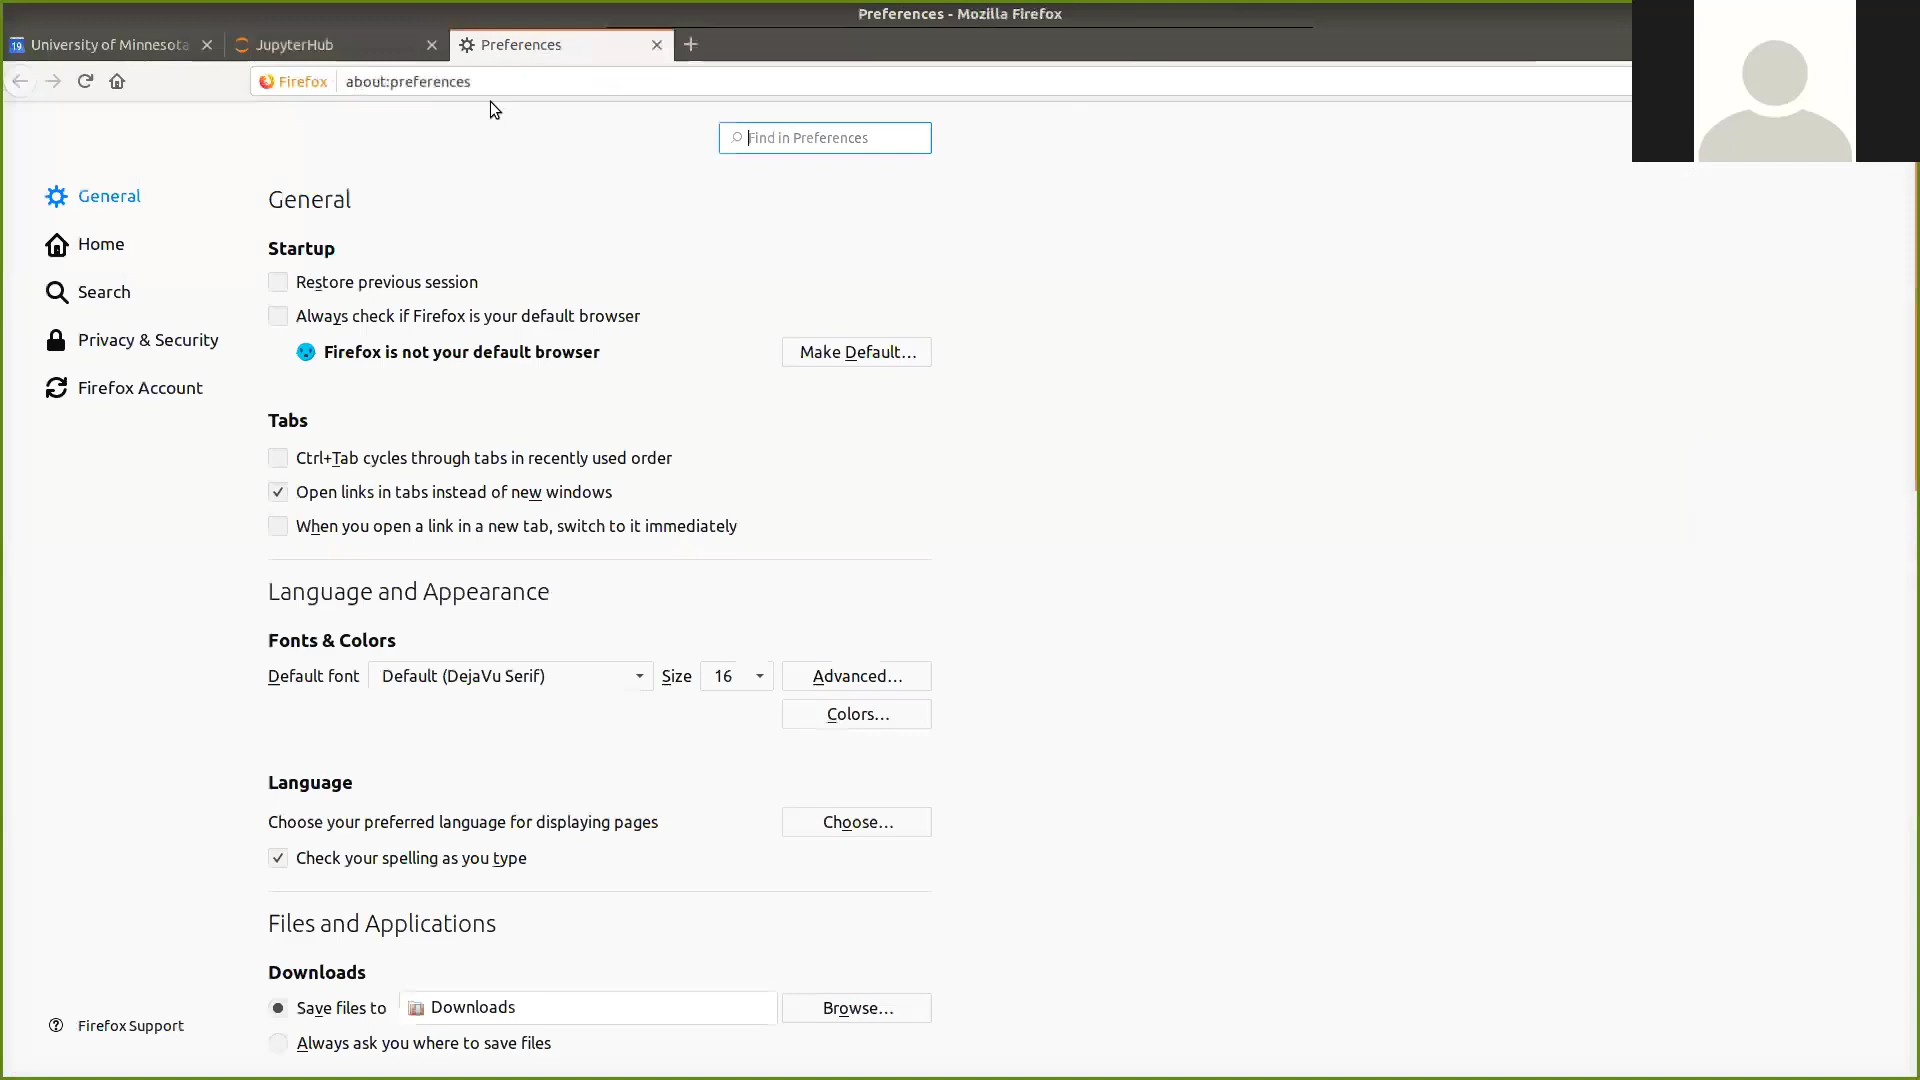 Preferences - Mozilla Firefox
19 University of Minnesota JupyterHub Preferences
Firefox about:preferences
Find in Preferences
General
Home
Search
Privacy & Security
Firefox Account
General
Startup
Restore previous session
Always check if Firefox is your default browser
Firefox is not your default browser Make Default...
Tabs
Ctrl+Tab cycles through tabs in recently used order
Open links in tabs instead of new windows
When you open a link in a new tab, switch to it immediately
Language and Appearance
Fonts & Colors
Default font Default (DejaVu Serif) Size 16 Advanced...
Colors...
Language
Choose your preferred language for displaying pages Choose...
Check your spelling as you type
Files and Applications
Downloads
Save files to Downloads Browse...
Always ask you where to save files
Firefox Support